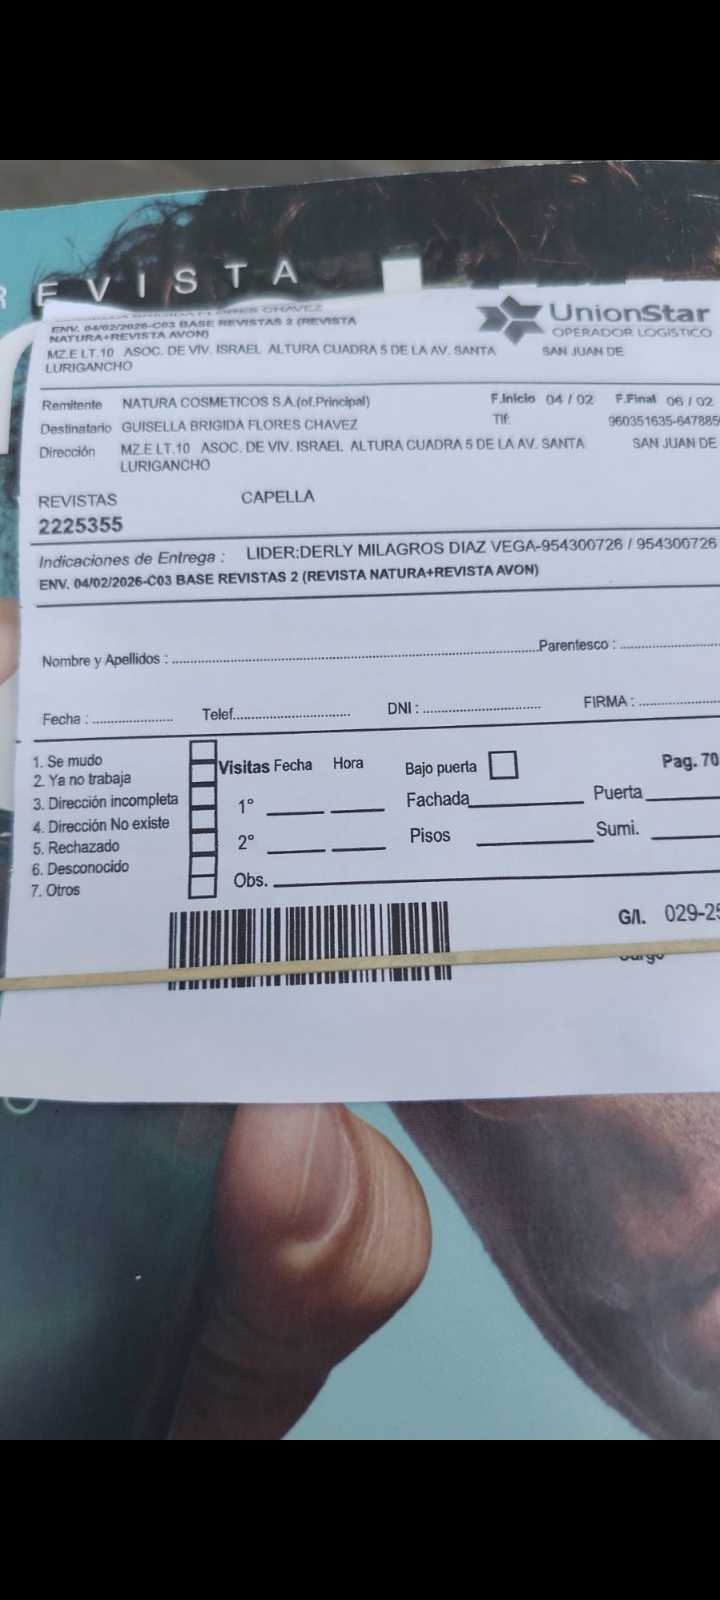 REVISTA
BRIGIDA FLORES CHAVEZ
UnionStar
OPERADOR LOGÍSTICO
ENV. 04/02/2026-C03 BASE REVISTAS 2 (REVISTA
NATURA+REVISTA AVON)
MZ.E LT.10 ASOC. DE VIV. ISRAEL ALTURA CUADRA 5 DE LA AV. SANTA SAN JUAN DE
LURIGANCHO
Remitente NATURA COSMETICOS S.A.(of.Principal) F.Inicio 04 / 02 F.Final 06 / 02
Destinatario GUISELLA BRIGIDA FLORES CHAVEZ Tlf: 960351635-647885
Dirección MZ.E LT.10 ASOC. DE VIV. ISRAEL ALTURA CUADRA 5 DE LA AV. SANTA SAN JUAN DE
LURIGANCHO
REVISTAS CAPELLA
2225355
Indicaciones de Entrega : LIDER:DERLY MILAGROS DIAZ VEGA-954300726 / 954300726
ENV. 04/02/2026-C03 BASE REVISTAS 2 (REVISTA NATURA+REVISTA AVON)
Nombre y Apellidos : Parentesco :
Fecha : Telef. DNI : FIRMA :
1. Se mudo
2. Ya no trabaja
3. Dirección incompleta
4. Dirección No existe
5. Rechazado
6. Desconocido
7. Otros
Visitas Fecha Hora Bajo puerta Pag. 70
1° Fachada Puerta
2° Pisos Sumi.
Obs.
G/I. 029-25